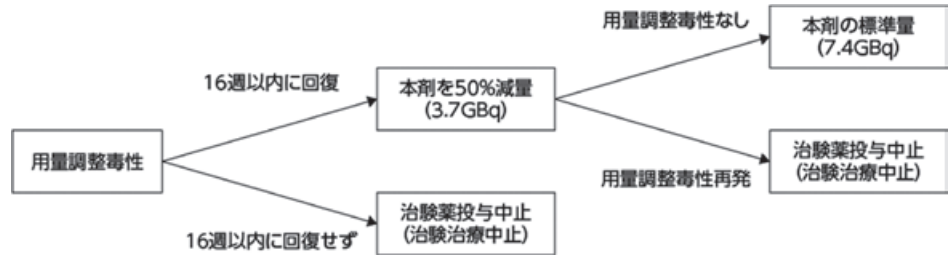 用量調整毒性
16週以内に回復
16週以内に回復せず
本剤を50%減量
(3.7GBq)
治験薬投与中止
(治験治療中止)
用量調整毒性なし
用量調整毒性再発
本剤の標準量
(7.4GBq)
治験薬投与中止
(治験治療中止)